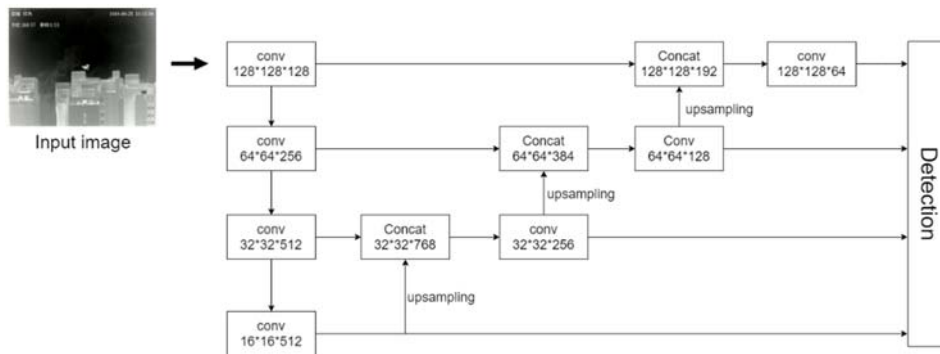 Input image
conv
128*128*128
Concat
128*128*192
conv
128*128*64
upsampling
conv
64*64*256
Concat
64*64*384
Conv
64*64*128
upsampling
conv
32*32*512
Concat
32*32*768
conv
32*32*256
upsampling
conv
16*16*512
Detection